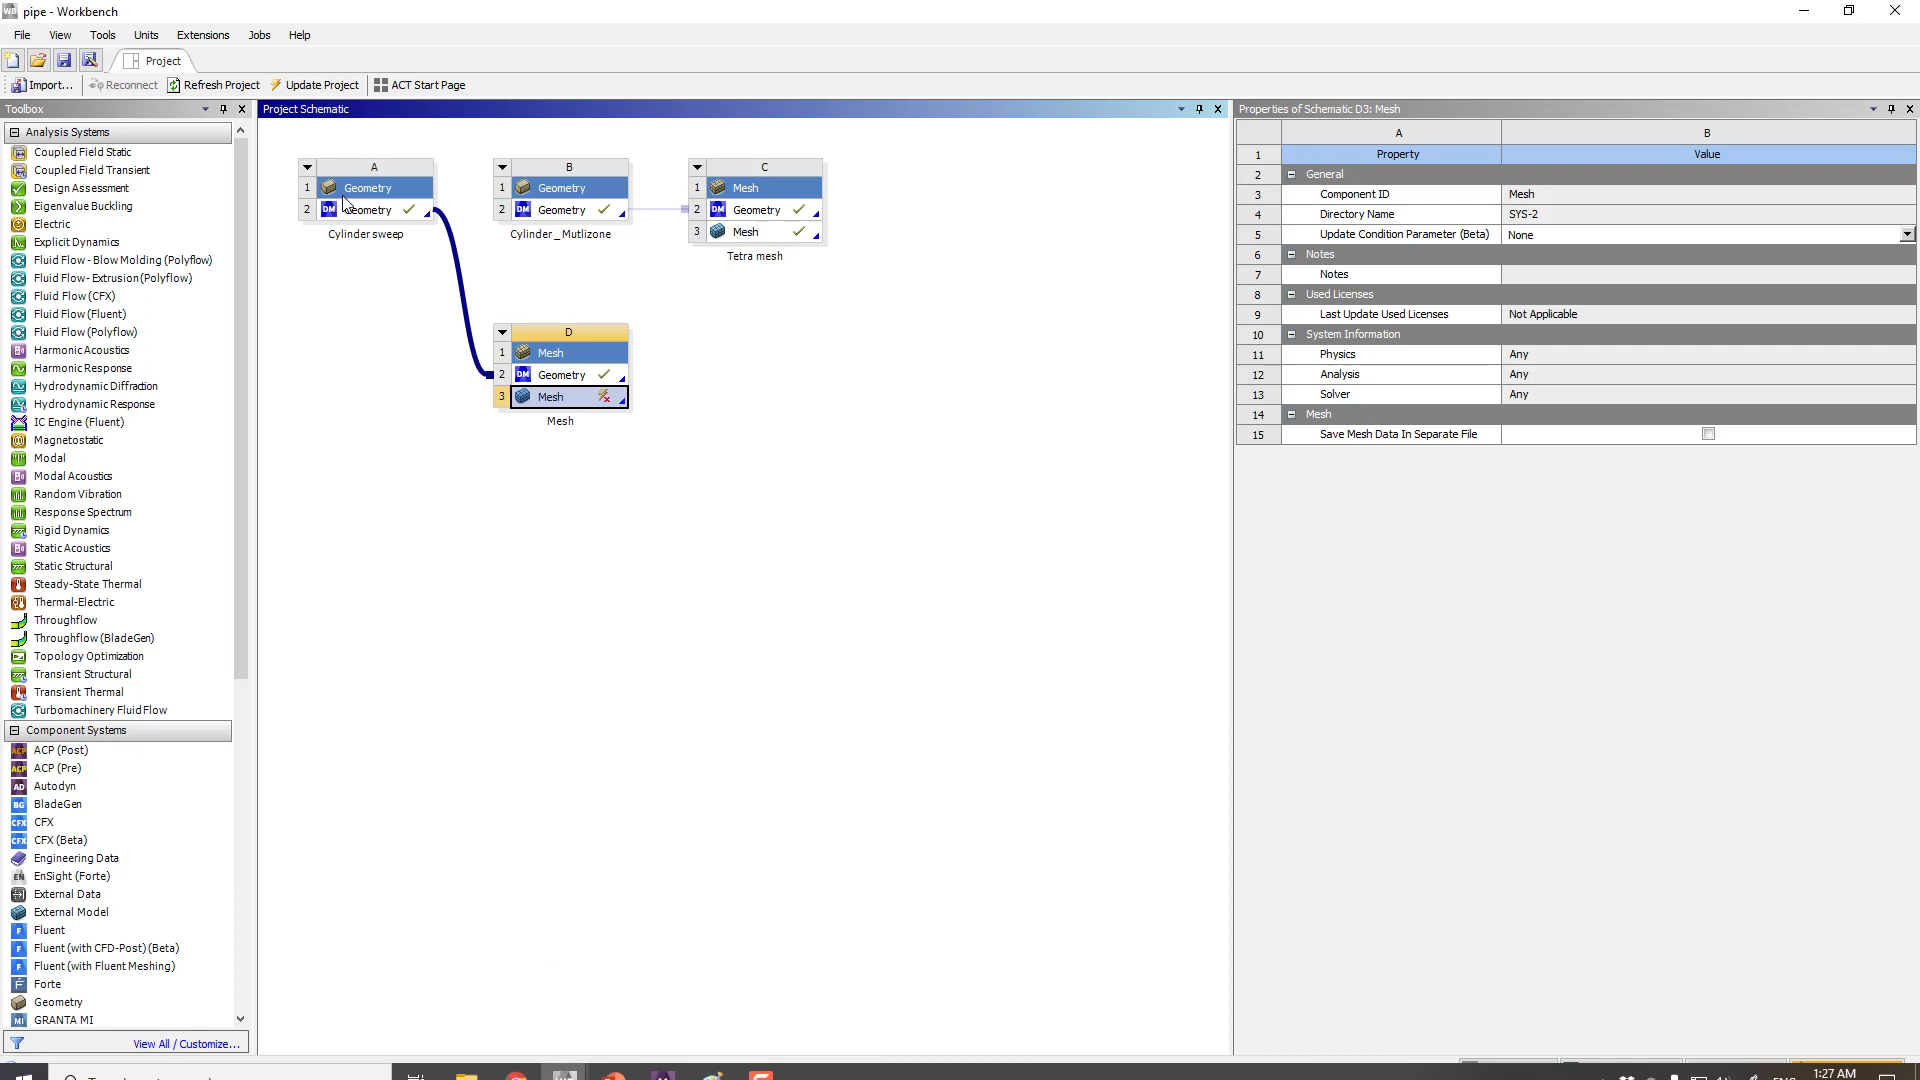 pipe - Workbench
File View Tools Units Extensions Jobs Help
Project
Import... Reconnect Refresh Project Update Project ACT Start Page
Toolbox
Analysis Systems
Coupled Field Static
Coupled Field Transient
Design Assessment
Eigenvalue Buckling
Electric
Explicit Dynamics
Fluid Flow - Blow Molding (Polyflow)
Fluid Flow- Extrusion (Polyflow)
Fluid Flow (CFX)
Fluid Flow (Fluent)
Fluid Flow (Polyflow)
Harmonic Acoustics
Harmonic Response
Hydrodynamic Diffraction
Hydrodynamic Response
IC Engine (Fluent)
Magnetostatic
Modal
Modal Acoustics
Random Vibration
Response Spectrum
Rigid Dynamics
Static Acoustics
Static Structural
Steady-State Thermal
Thermal-Electric
Throughflow
Throughflow (BladeGen)
Topology Optimization
Transient Structural
Transient Thermal
Turbomachinery Fluid Flow
Component Systems
ACP (Post)
ACP (Pre)
Autodyn
BladeGen
CFX
CFX (Beta)
Engineering Data
EnSight (Forte)
External Data
External Model
Fluent
Fluent (with CFD-Post) (Beta)
Fluent (with Fluent Meshing)
Forte
Geometry
GRANTA MI
View All / Customize...
Project Schematic
A
1 Geometry
2 DM
Cylinder sweep
B
1 Geometry
2 DM Geometry
Cylinder_Mutlizone
C
1 Mesh
2 DM Geometry
3 Mesh
Tetra mesh
D
1 Mesh
2 DM Geometry
3 Mesh
Mesh
Properties of Schematic D3: Mesh
A B
1 Property Value
2 General
3 Component ID Mesh
4 Directory Name SYS-2
5 Update Condition Parameter (Beta) None
6 Notes
7 Notes
8 Used Licenses
9 Last Update Used Licenses Not Applicable
10 System Information
11 Physics Any
12 Analysis Any
13 Solver Any
14 Mesh
15 Save Mesh Data In Separate File
1:27 AM